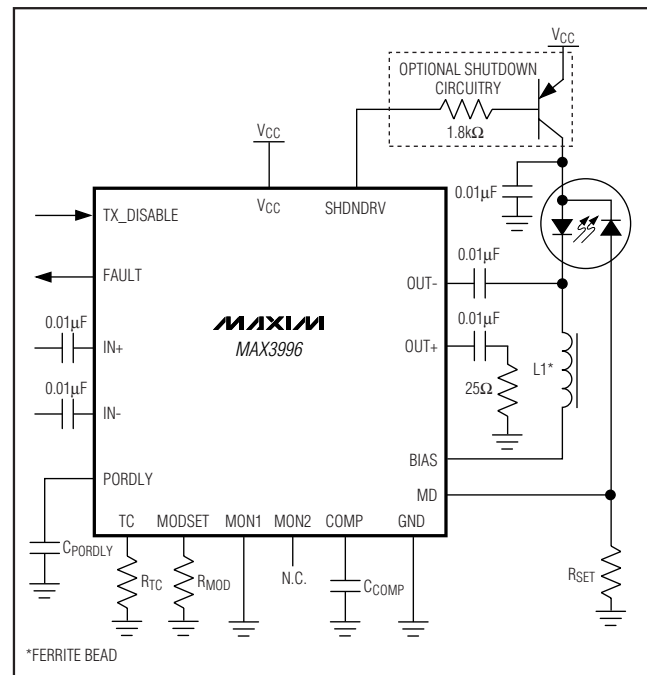 VCC
OPTIONAL SHUTDOWN
CIRCUITRY
1.8kΩ
VCC
VCC
SHDNDRV
0.01µF
TX_DISABLE
FAULT
0.01µF
OUT-
0.01µF
MAXIM
MAX3996
0.01µF
IN+
OUT+
L1*
25Ω
0.01µF
IN-
BIAS
PORDLY
MD
TC
MODSET
MON1
MON2
COMP
GND
CPORDLY
RTC
RMOD
N.C.
CCOMP
RSET
*FERRITE BEAD